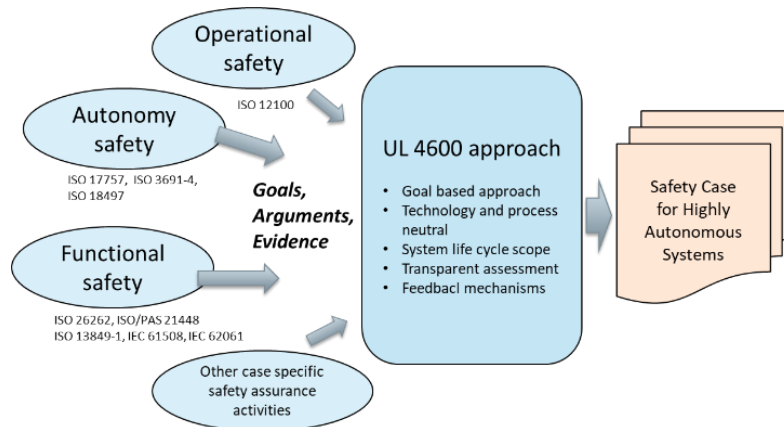 Operational
safety
ISO 12100
Autonomy
safety
ISO 17757, ISO 3691-4,
ISO 18497
Goals,
Arguments,
Evidence
Functional
safety
ISO 26262, ISO/PAS 21448
ISO 13849-1, IEC 61508, IEC 62061
Other case specific
safety assurance
activities
UL 4600 approach
• Goal based approach
• Technology and process
neutral
• System life cycle scope
• Transparent assessment
• Feedbacl mechanisms
Safety Case
for Highly
Autonomous
Systems